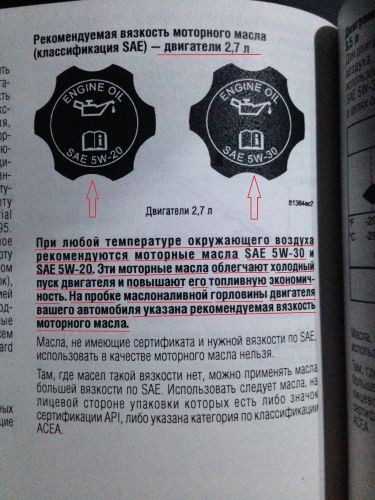 Рекомендуемая вязкость моторного масла
(классификация SAE) — двигатели 2,7 л
ENGINE OIL
SAE 5W-20
ENGINE OIL
SAE 5W-30
81364ac7
Двигатели 2,7 л
При любой температуре окружающего воздуха
рекомендуются моторные масла SAE 5W-30 и
SAE 5W-20. Эти моторные масла облегчают холодный
пуск двигателя и повышают его топливную экономич-
ность. На пробке маслоналивной горловины двигателя
вашего автомобиля указана рекомендуемая вязкость
моторного масла.
Масла, не имеющие сертификата и нужной вязкости по SAE,
использовать в качестве моторного масла нельзя.
Там, где масел такой вязкости нет, можно применять масла
большей вязкости по SAE. Использовать следует масла, на
лицевой стороне упаковки которых есть либо значок
сертификации API, либо указана категория по классификации
ACEA.